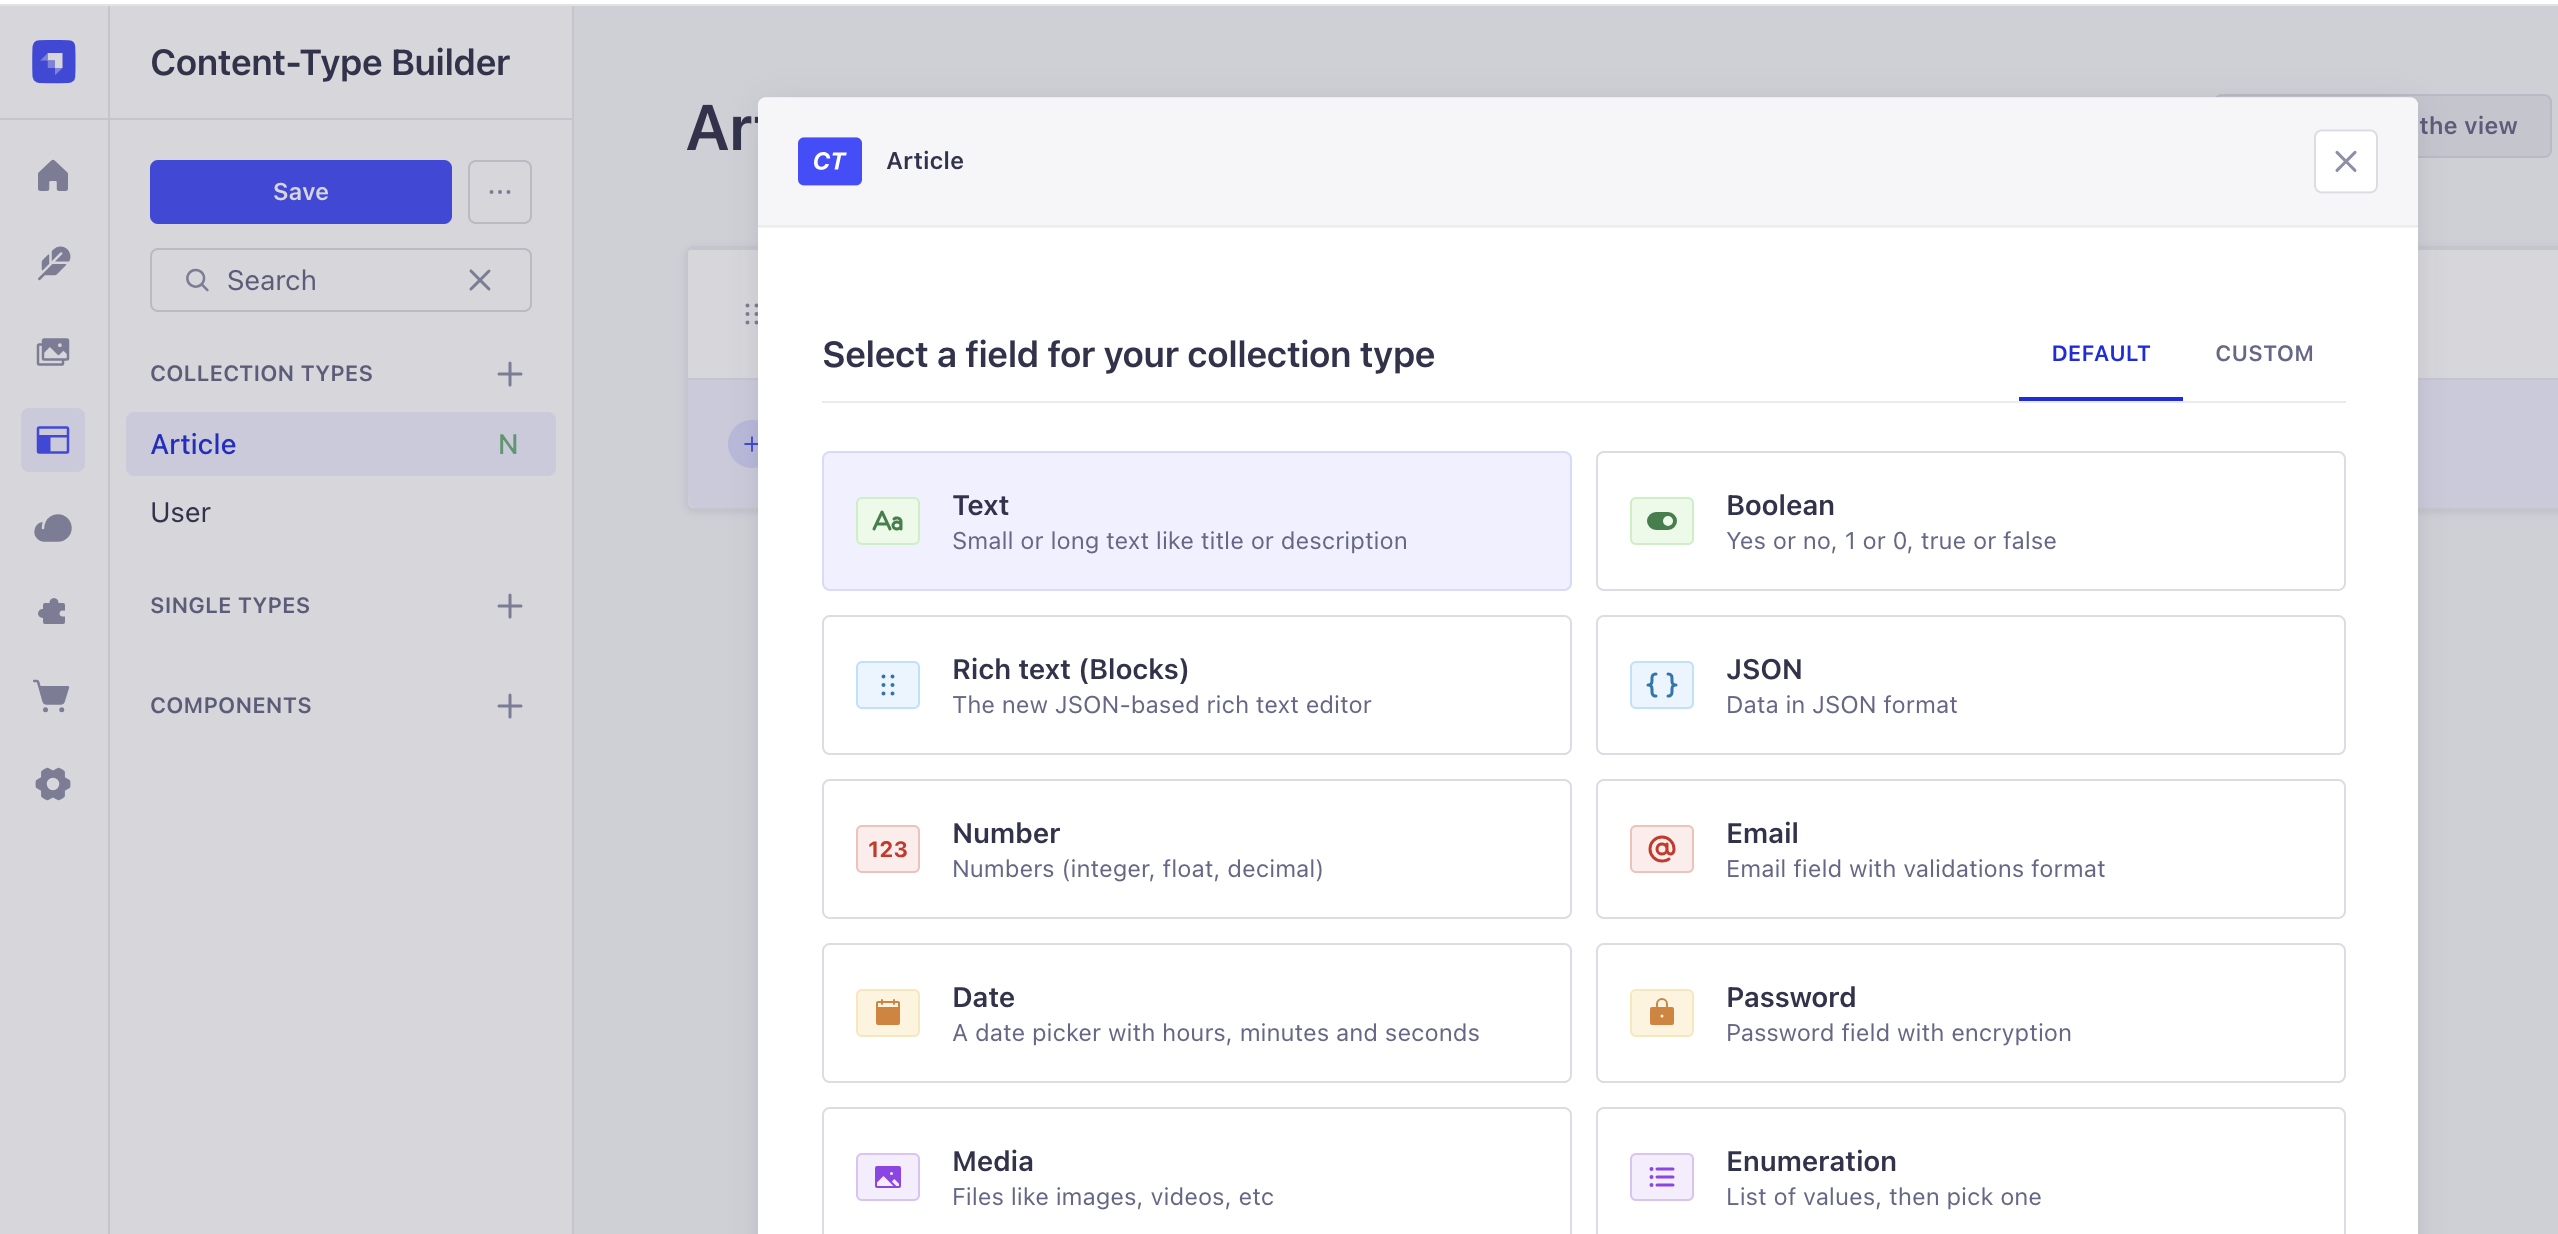 Content-Type Builder
Save
Search
COLLECTION TYPES
Article N
User
SINGLE TYPES
COMPONENTS
the view
CT Article
Select a field for your collection type
DEFAULT
CUSTOM
Aa
Text
Small or long text like title or description
Boolean
Yes or no, 1 or 0, true or false
Rich text (Blocks)
The new JSON-based rich text editor
{}
JSON
Data in JSON format
123
Number
Numbers (integer, float, decimal)
@
Email
Email field with validations format
Date
A date picker with hours, minutes and seconds
Password
Password field with encryption
Media
Files like images, videos, etc
Enumeration
List of values, then pick one